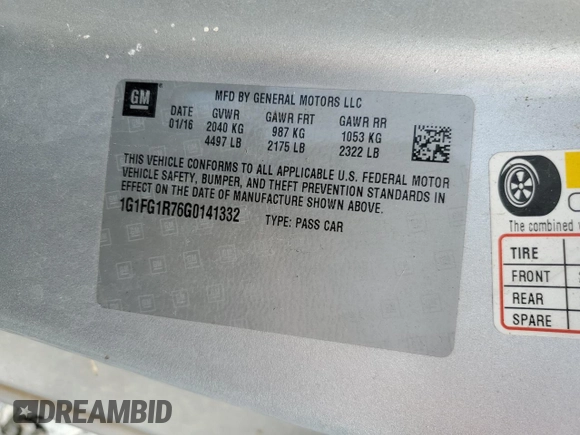 GM
MFD BY GENERAL MOTORS LLC
DATE GVWR GAWR FRT GAWR RR
01/16 2040 KG 987 KG 1053 KG
4497 LB 2175 LB 2322 LB
THIS VEHICLE CONFORMS TO ALL APPLICABLE U.S. FEDERAL MOTOR
VEHICLE SAFETY, BUMPER, AND THEFT PREVENTION STANDARDS IN
EFFECT ON THE DATE OF MANUFACTURE SHOWN ABOVE.
1G1FG1R76G0141332 TYPE: PASS CAR
The combined
TIRE
FRONT
REAR
SPARE
DREAMBID